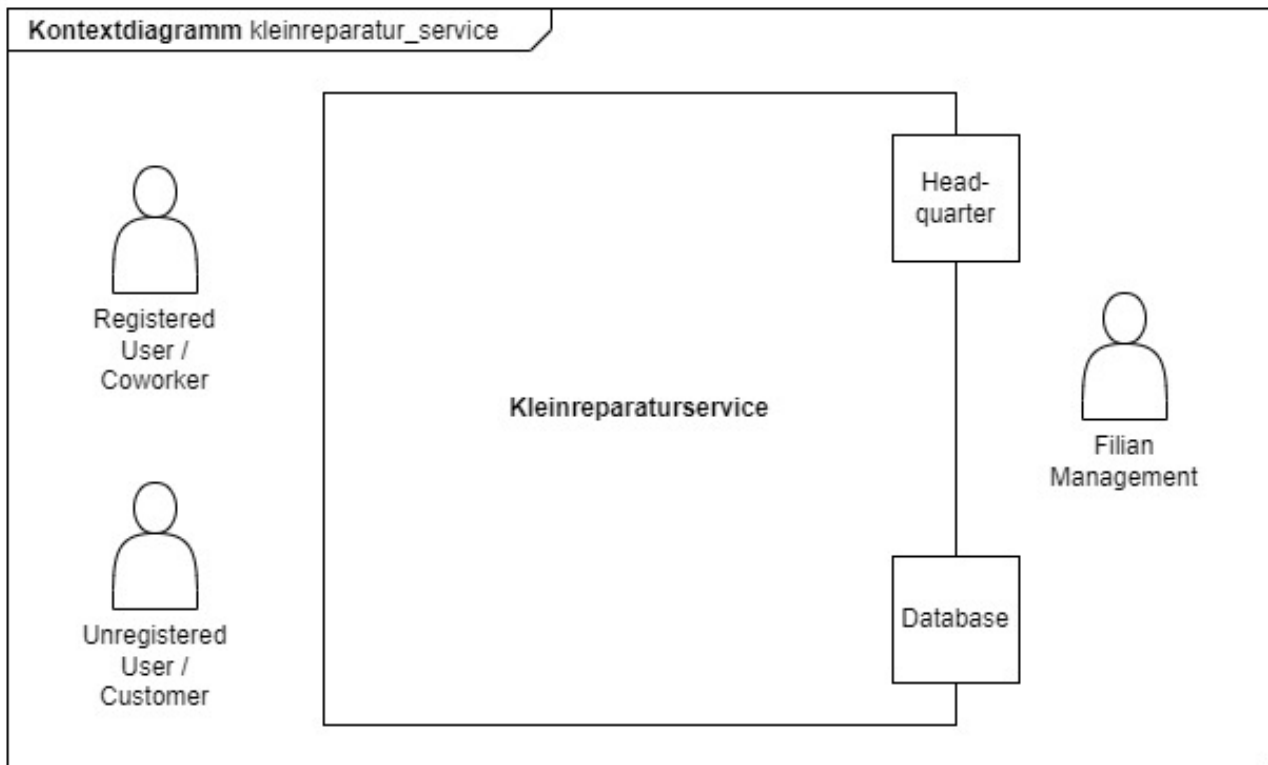 Kontextdiagramm kleinreparatur_service
Head-
quarter
Registered
User /
Coworker
Kleinreparaturservice
Filian
Management
Database
Unregistered
User /
Customer